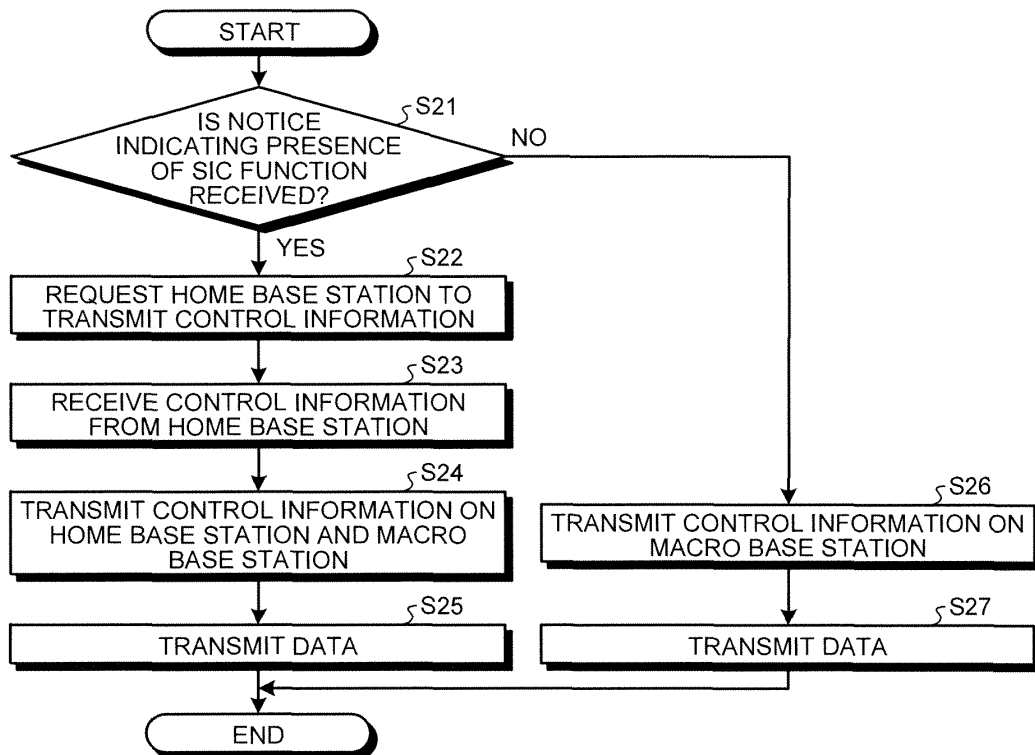 START
S21
IS NOTICE
INDICATING PRESENCE
OF SIC FUNCTION
RECEIVED?
NO
YES
S22
REQUEST HOME BASE STATION TO
TRANSMIT CONTROL INFORMATION
S23
RECEIVE CONTROL INFORMATION
FROM HOME BASE STATION
S24
TRANSMIT CONTROL INFORMATION ON
HOME BASE STATION AND MACRO
BASE STATION
S26
TRANSMIT CONTROL INFORMATION ON
MACRO BASE STATION
S25
TRANSMIT DATA
S27
TRANSMIT DATA
END